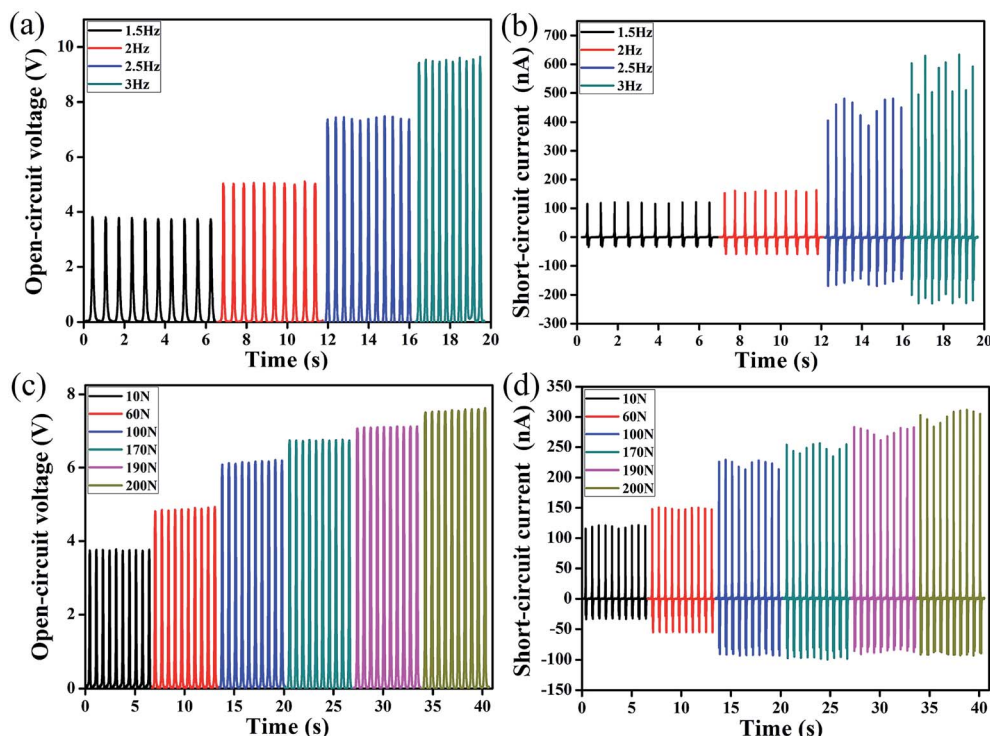 (a)
1.5Hz
2Hz
2.5Hz
3Hz
Open-circuit voltage (V)
10
8
6
4
2
0
0 2 4 6 8 10 12 14 16 18 20
Time (s)
(b)
1.5Hz
2Hz
2.5Hz
3Hz
Short-circuit current (nA)
700
600
500
400
300
200
100
0
-100
-200
-300
0 2 4 6 8 10 12 14 16 18 20
Time (s)
(c)
10N
60N
100N
170N
190N
200N
Open-circuit voltage (V)
8
6
4
2
0
0 5 10 15 20 25 30 35 40
Time (s)
(d)
10N
60N
100N
170N
190N
200N
Short-circuit current (nA)
350
300
250
200
150
100
50
0
-50
-100
-150
0 5 10 15 20 25 30 35 40
Time (s)